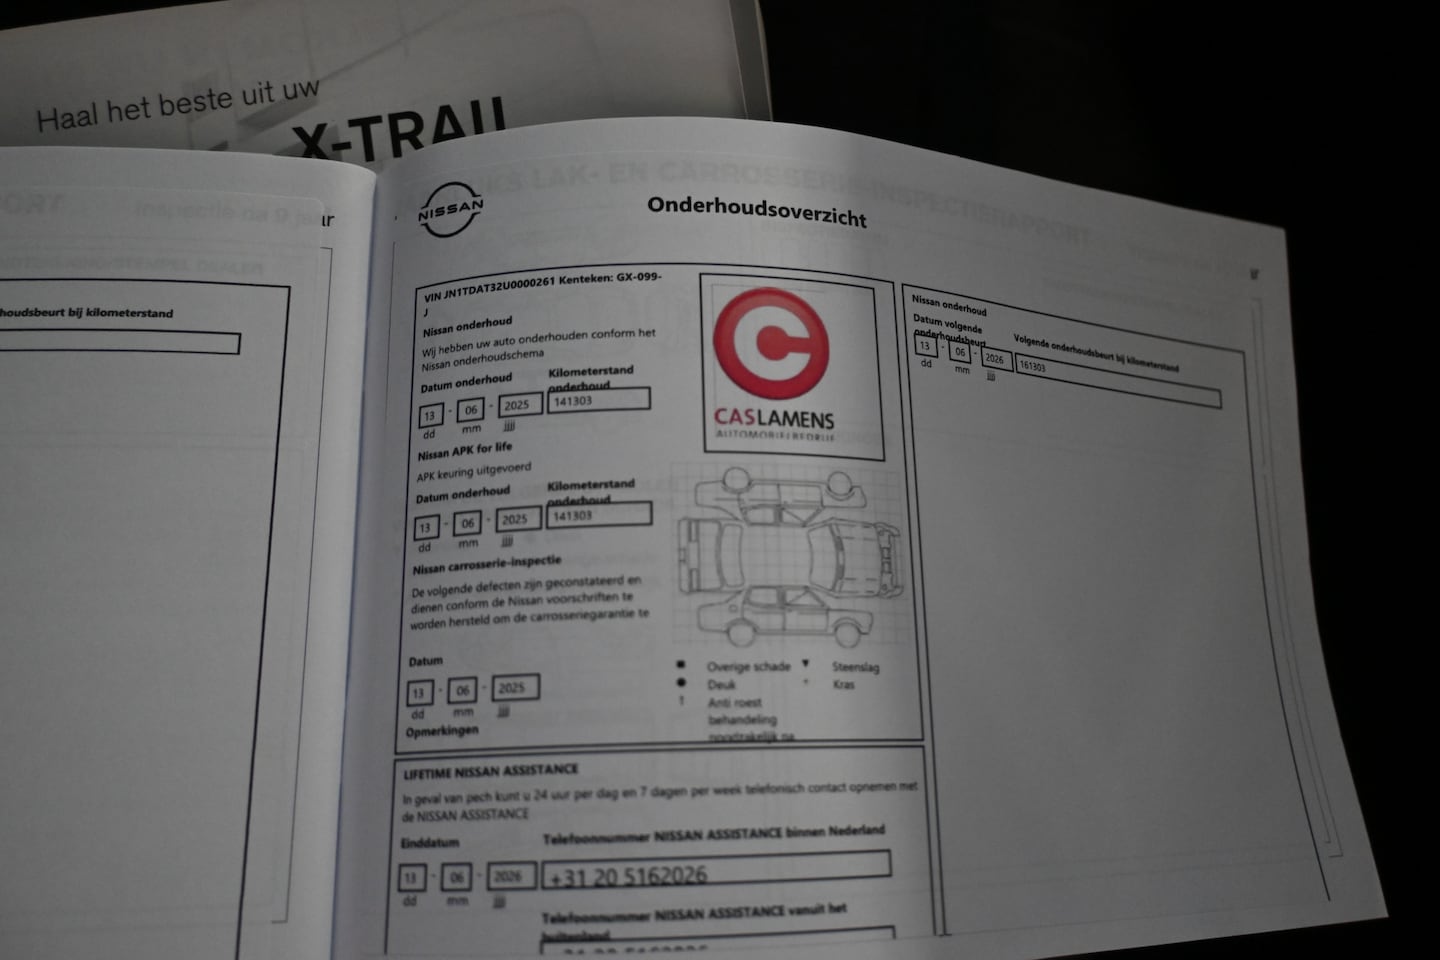 Haal het beste uit uw
X-TRAIL
ar
houdsbeurt bij kilometerstand
NISSAN
Onderhoudsoverzicht
VIN JN1TDAT32U0000261 Kenteken: GX-099-
J
Nissan onderhoud
Wij hebben uw auto onderhouden conform het
Nissan onderhoudschema
Datum onderhoud
Kilometerstand
onderhoud
13 - 06 - 2025
141303
dd mm jjjj
Nissan APK for life
APK keuring uitgevoerd
Datum onderhoud
Kilometerstand
onderhoud
13 - 06 - 2025
141303
dd mm jjjj
Nissan carrosserie-inspectie
De volgende defecten zijn geconstateerd en
dienen conform de Nissan voorschriften te
worden hersteld om de carrosseriegarantie te
Datum
13 - 06 - 2025
dd mm jjjj
Opmerkingen
CASLAMENS
AUTOMOBIELBEDRIJF
Overige schade
Steenslag
Deuk
Kras
Anti roest
behandeling
noodzakelijk na
LIFETIME NISSAN ASSISTANCE
In geval van pech kunt u 24 uur per dag en 7 dagen per week telefonisch contact opnemen met
de NISSAN ASSISTANCE
Einddatum
Telefoonnummer NISSAN ASSISTANCE binnen Nederland
13 - 06 - 2026
+31 20 5162026
dd mm jjjj
Telefoonnummer NISSAN ASSISTANCE vanuit het
buitenland
Nissan onderhoud
Datum volgende
onderhoudsbeurt
Volgende onderhoudsbeurt bij kilometerstand
13 - 06 - 2026
161303
dd mm jjjj